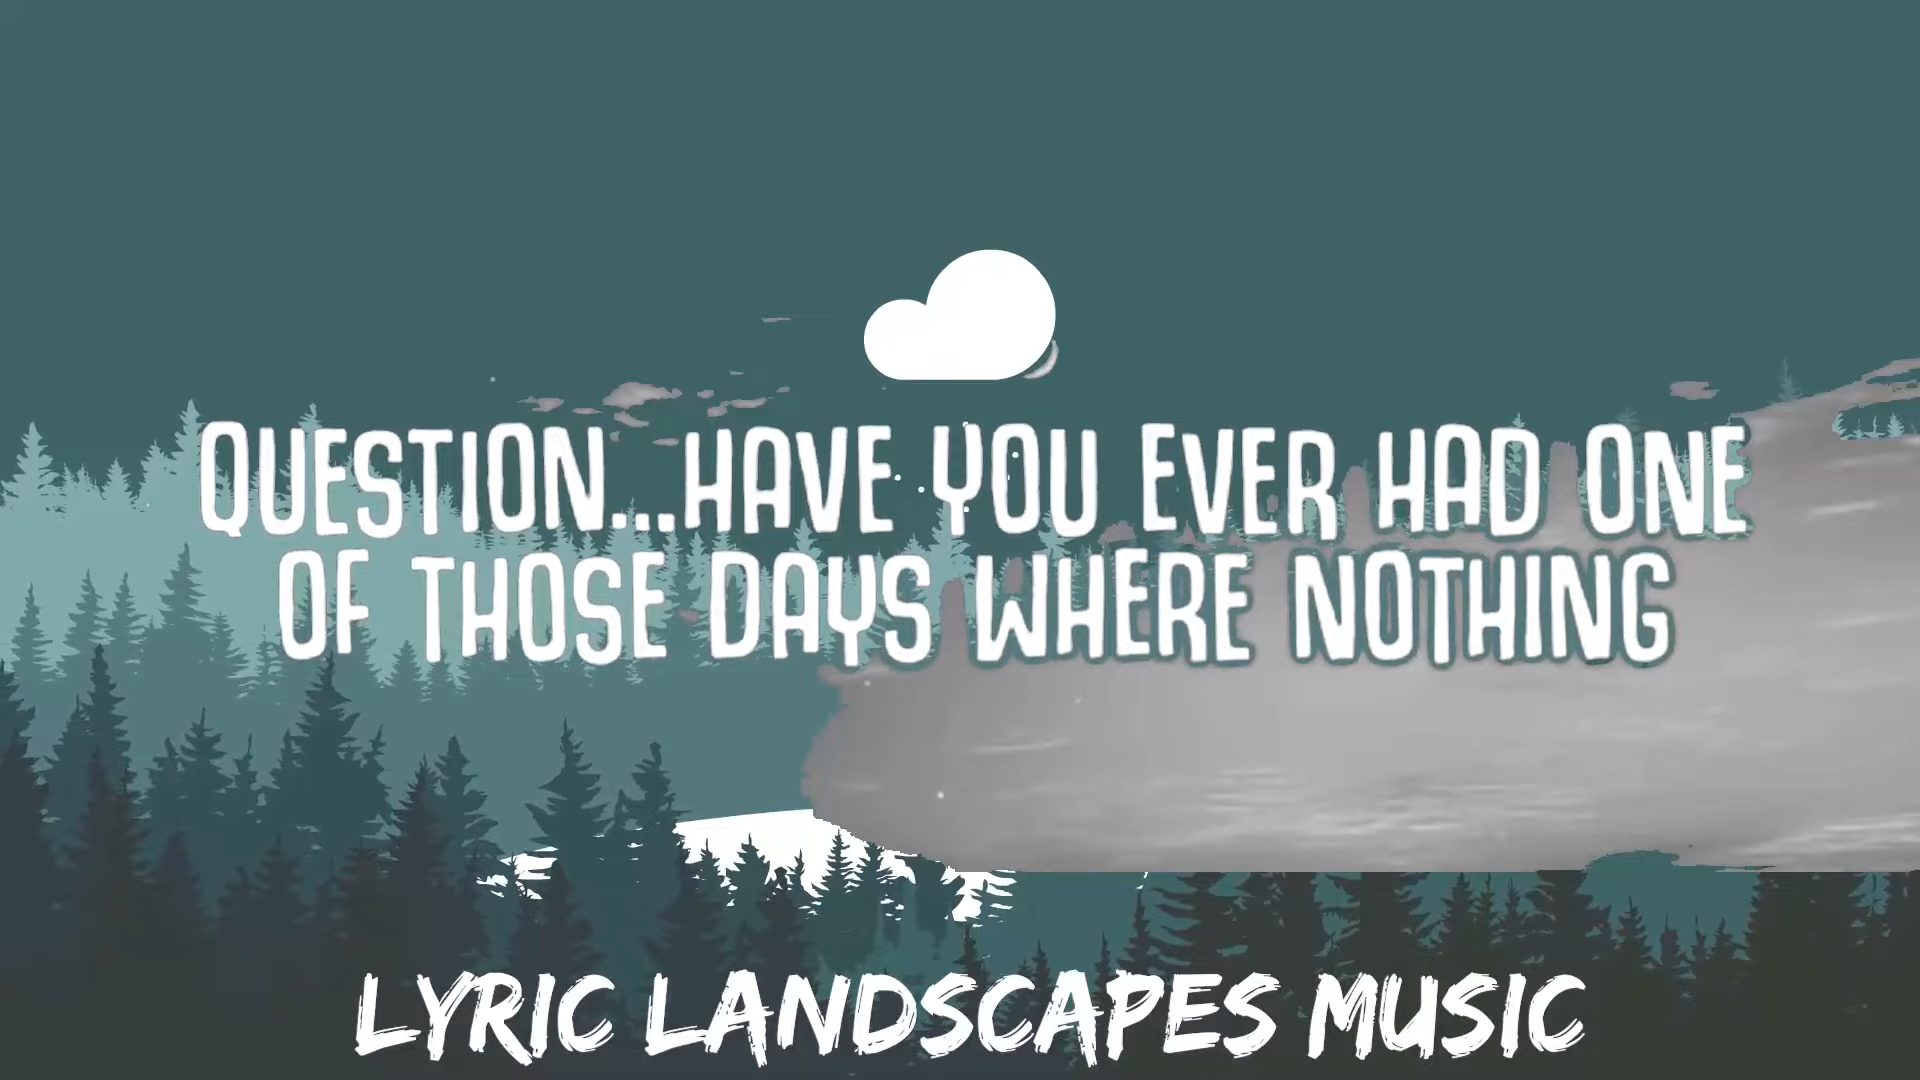 QUESTION...HAVE YOU EVER HAD ONE
OF THOSE DAYS WHERE NOTHING
LYRIC LANDSCAPES MUSIC